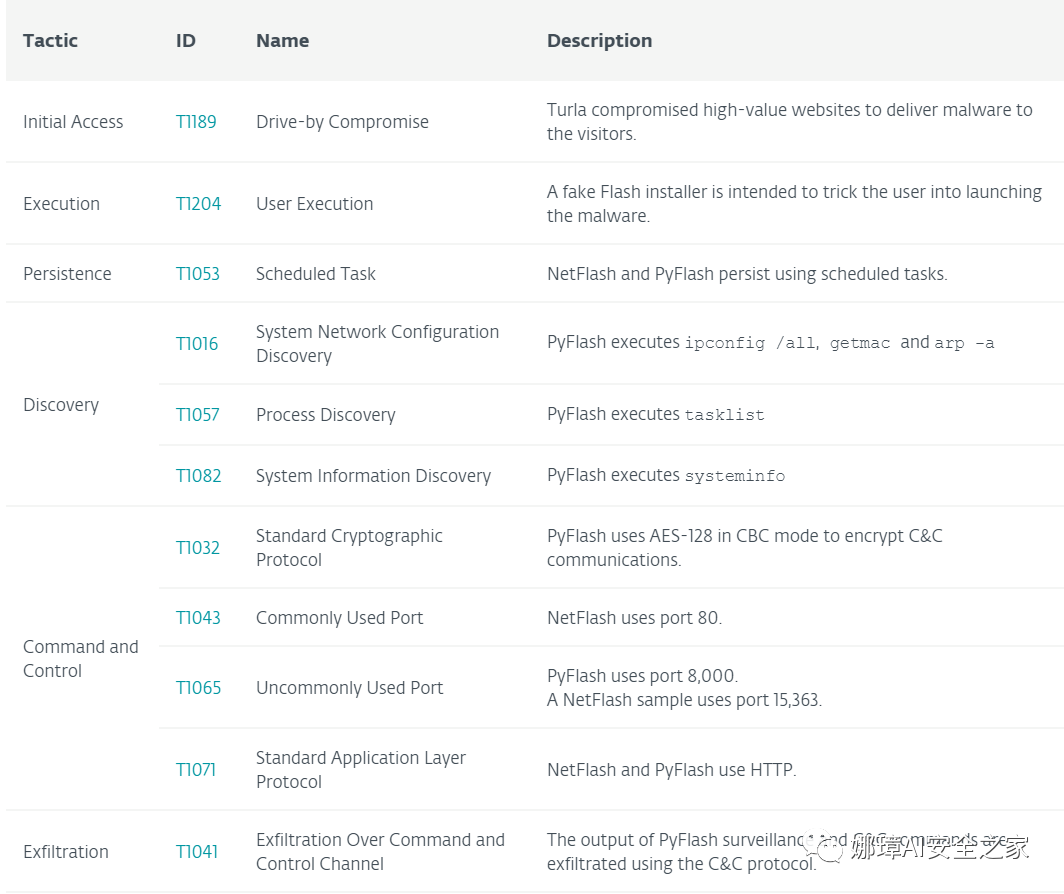 Tactic ID Name Description
Initial Access T1189 Drive-by Compromise Turla compromised high-value websites to deliver malware to
the visitors.
Execution T1204 User Execution A fake Flash installer is intended to trick the user into launching
the malware.
Persistence T1053 Scheduled Task NetFlash and PyFlash persist using scheduled tasks.
Discovery
T1016 System Network Configuration
Discovery
PyFlash executes ipconfig /all, getmac and arp -a
T1057 Process Discovery PyFlash executes tasklist
T1082 System Information Discovery PyFlash executes systeminfo
Command and
Control
T1032 Standard Cryptographic
Protocol
PyFlash uses AES-128 in CBC mode to encrypt C&C
communications.
T1043 Commonly Used Port NetFlash uses port 80.
T1065 Uncommonly Used Port PyFlash uses port 8,000.
A NetFlash sample uses port 15,363.
T1071 Standard Application Layer
Protocol
NetFlash and PyFlash use HTTP.
Exfiltration T1041 Exfiltration Over Command and
Control Channel
The output of PyFlash surveillance and C&C commands are
exfiltrated using the C&C protocol.
娜璋AI安全之家